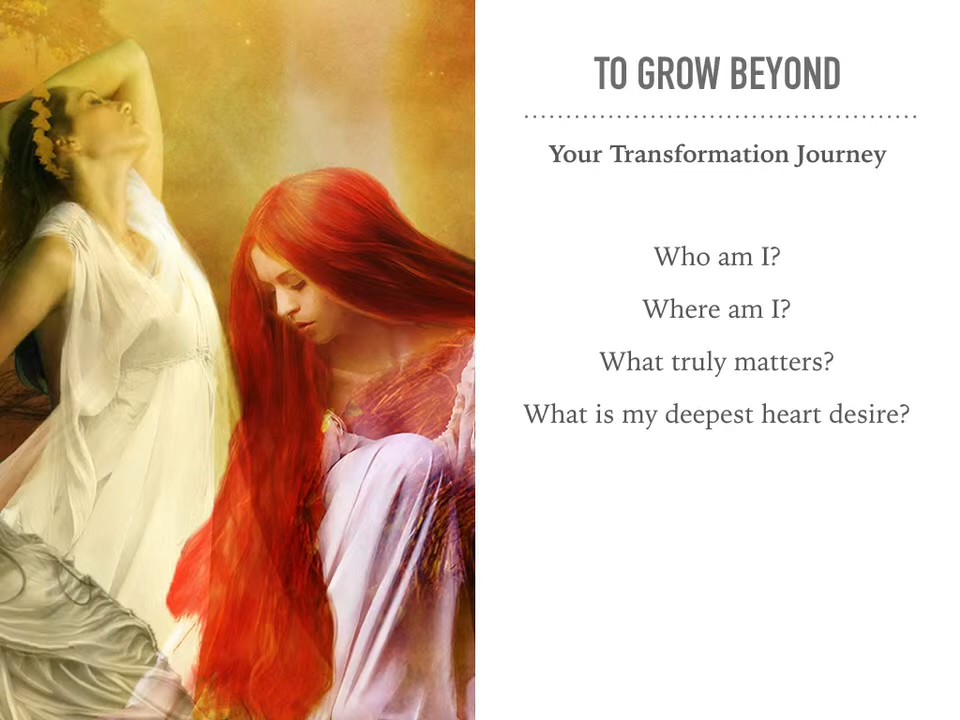 TO GROW BEYOND
Your Transformation Journey
Who am I?
Where am I?
What truly matters?
What is my deepest heart desire?